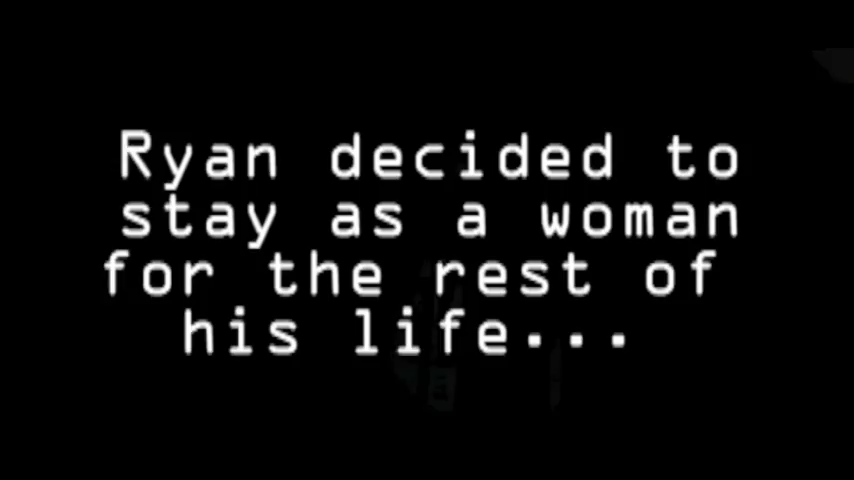 Ryan decided to
stay as a woman
for the rest of
his life...